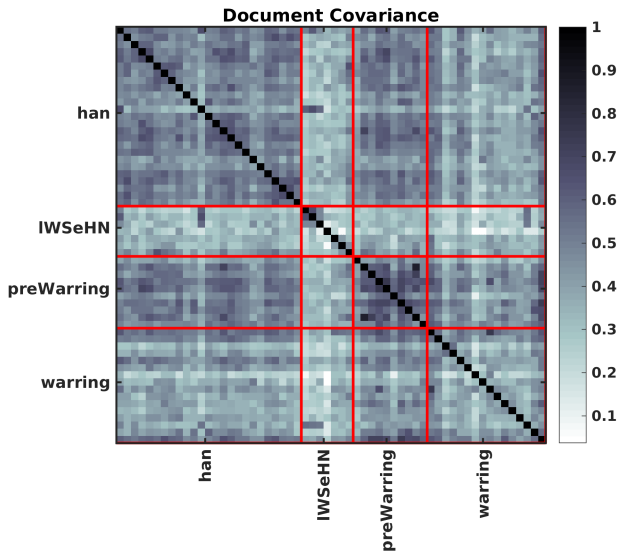 Document Covariance
han
lWSeHN
preWarring
warring
han
lWSeHN
preWarring
warring
1
0.9
0.8
0.7
0.6
0.5
0.4
0.3
0.2
0.1